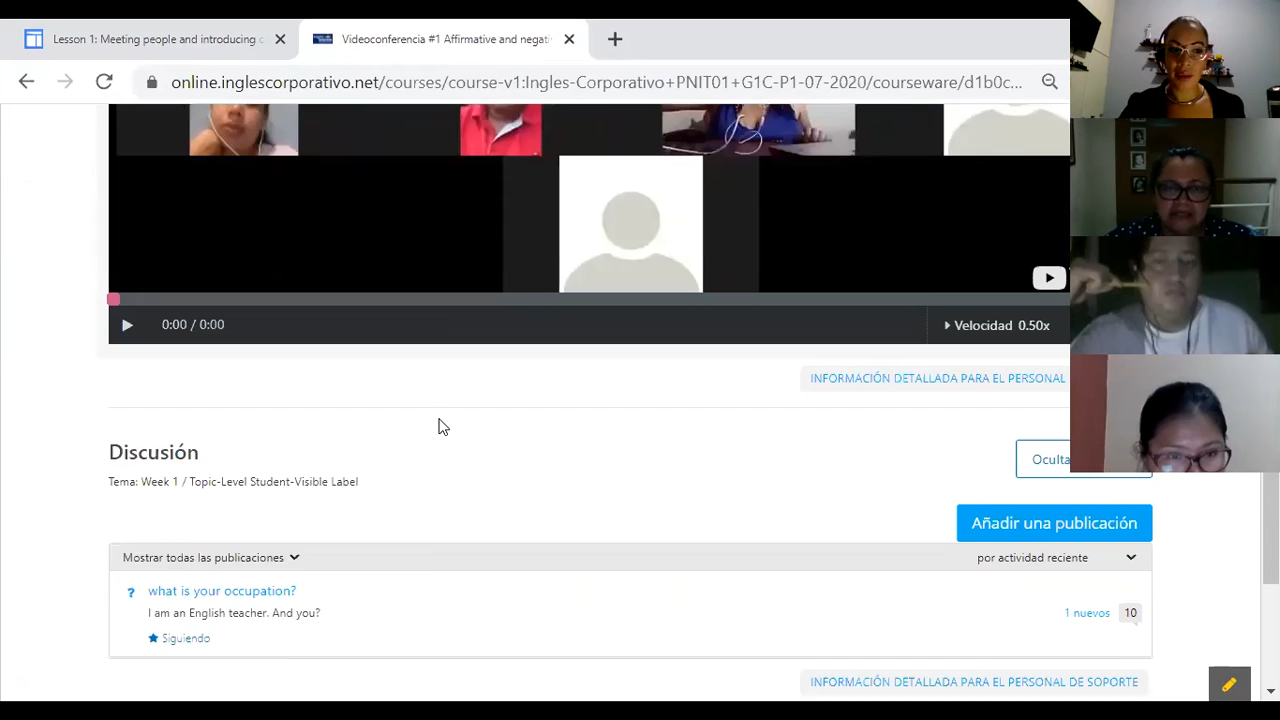 Lesson 1: Meeting people and introducing c
Videoconferencia #1 Affirmative and negati
online.inglescorporativo.net/courses/course-v1:Ingles-Corporativo+PNIT01+G1C-P1-07-2020/courseware/d1b0c...
0:00 / 0:00
Velocidad 0.50x
INFORMACIÓN DETALLADA PARA EL PERSONAL
Discusión
Oculta
Tema: Week 1 / Topic-Level Student-Visible Label
Añadir una publicación
Mostrar todas las publicaciones
por actividad reciente
? what is your occupation?
I am an English teacher. And you?
1 nuevos 10
Siguiendo
INFORMACIÓN DETALLADA PARA EL PERSONAL DE SOPORTE